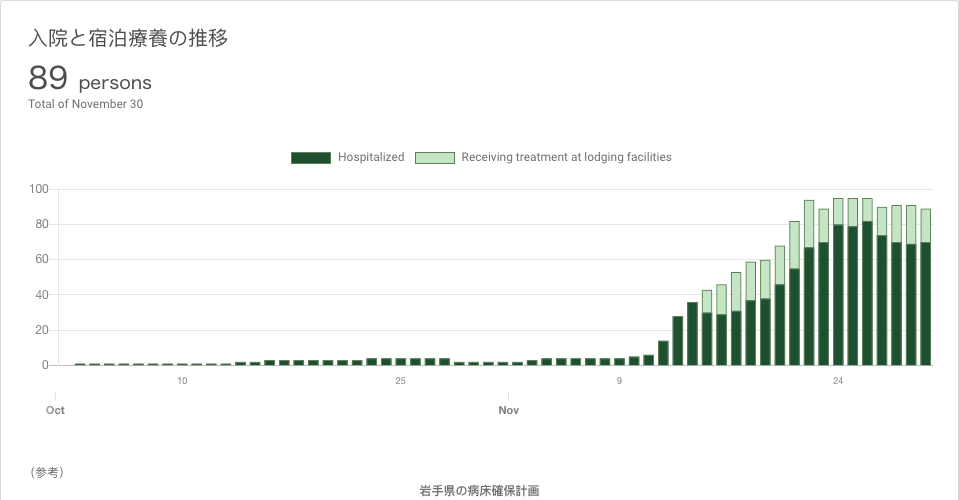 入院と宿泊療養の推移
89 persons
Total of November 30
Hospitalized Receiving treatment at lodging facilities
100
80
60
40
20
0
10 25 9 24
Oct Nov
(参考)
岩手県の病床確保計画